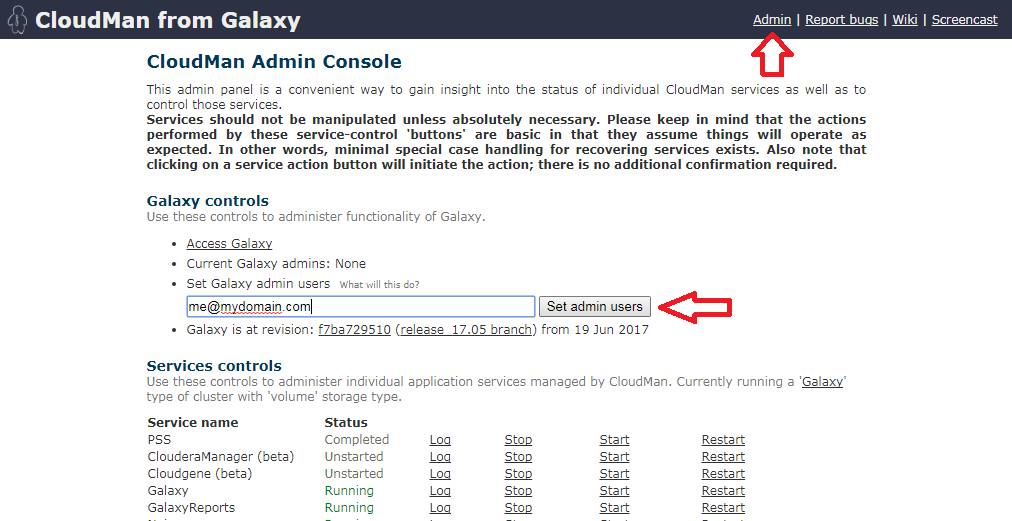 CloudMan from Galaxy
Admin | Report bugs | Wiki | Screencast
CloudMan Admin Console
This admin panel is a convenient way to gain insight into the status of individual CloudMan services as well as to
control those services.
Services should not be manipulated unless absolutely necessary. Please keep in mind that the actions
performed by these service-control 'buttons' are basic in that they assume things will operate as
expected. In other words, minimal special case handling for recovering services exists. Also note that
clicking on a service action button will initiate the action; there is no additional confirmation required.
Galaxy controls
Use these controls to administer functionality of Galaxy.
• Access Galaxy
• Current Galaxy admins: None
• Set Galaxy admin users What will this do?
me@mydomain.com Set admin users
• Galaxy is at revision: f7ba729510 (release_17.05 branch) from 19 Jun 2017
Services controls
Use these controls to administer individual application services managed by CloudMan. Currently running a 'Galaxy'
type of cluster with 'volume' storage type.
Service name Status
PSS Completed Log Stop Start Restart
ClouderaManager (beta) Unstarted Log Stop Start Restart
Cloudgene (beta) Unstarted Log Stop Start Restart
Galaxy Running Log Stop Start Restart
GalaxyReports Running Log Stop Start Restart